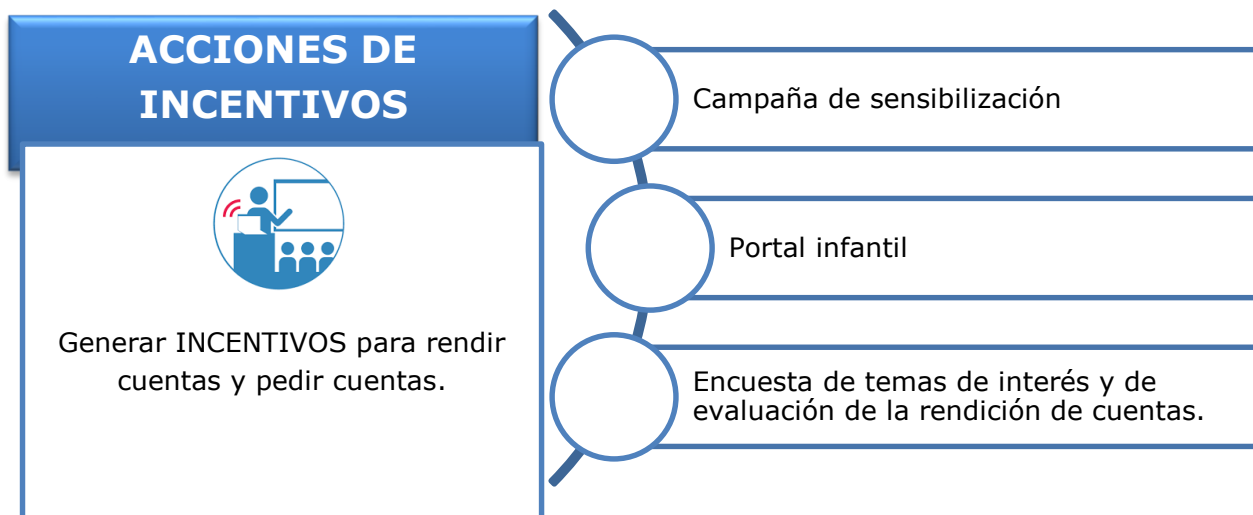 ACCIONES DE
INCENTIVOS
Generar INCENTIVOS para rendir
cuentas y pedir cuentas.
Campaña de sensibilización
Portal infantil
Encuesta de temas de interés y de
evaluación de la rendición de cuentas.